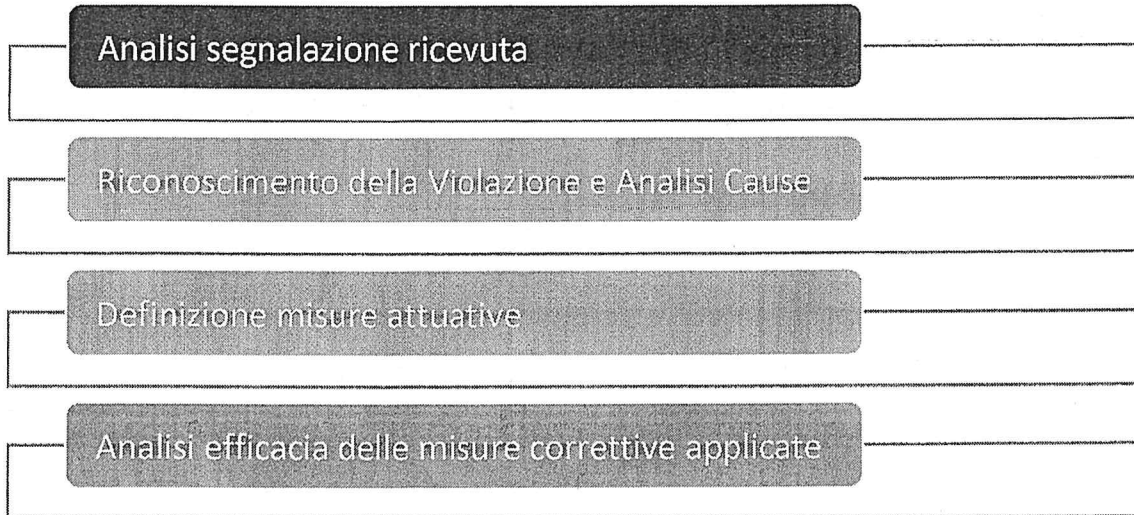 Analisi segnalazione ricevuta
Riconoscimento della Violazione e Analisi Cause
Definizione misure attuative
Analisi efficacia delle misure correttive applicate